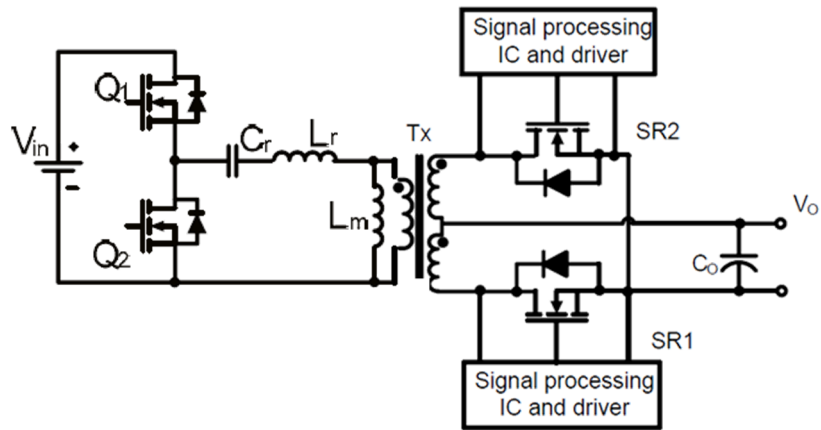 Signal processing
IC and driver
Q1
Vin
+
-
Q2
Cr
Lr
Lm
Tx
SR2
Vo
Co
SR1
Signal processing
IC and driver